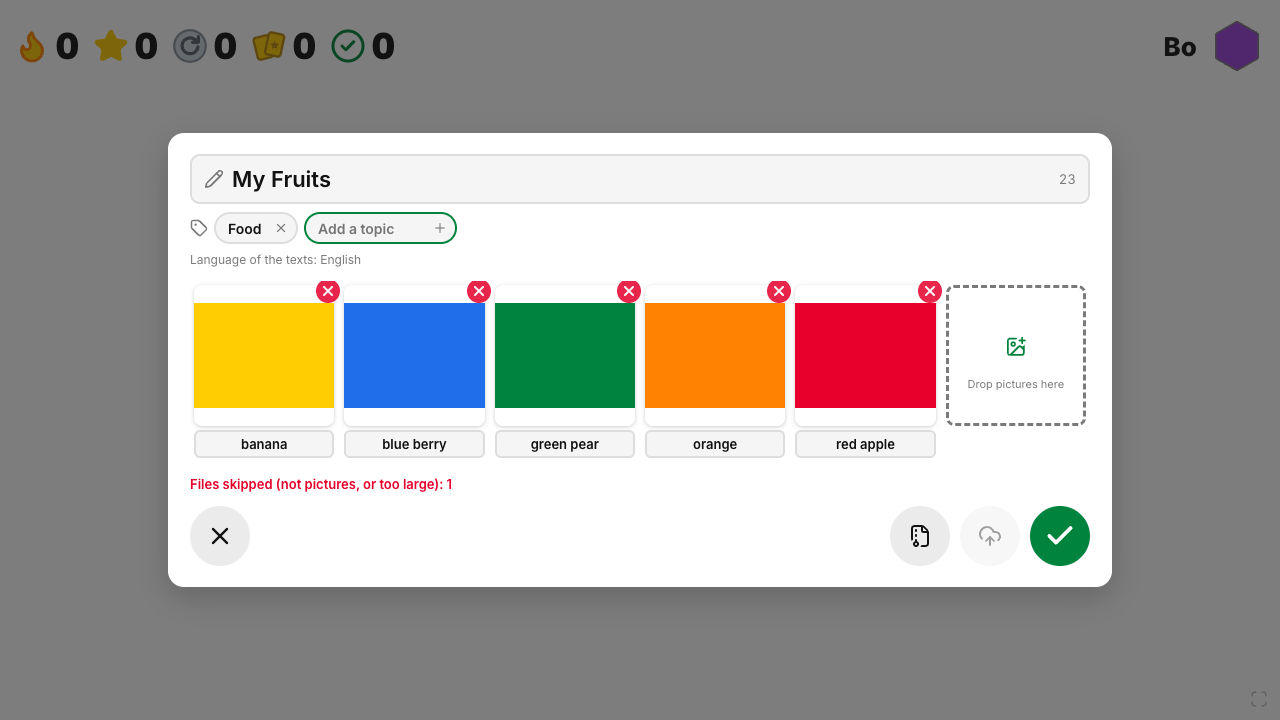 0 0 0 0 0 Bo
My Fruits 23
Food Add a topic
Language of the texts: English
Drop pictures here
banana blue berry green pear orange red apple
Files skipped (not pictures, or too large): 1